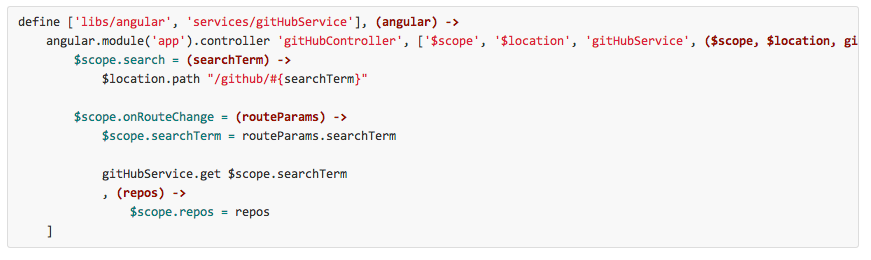 define ['libs/angular', 'services/gitHubService'], (angular) ->
    angular.module('app').controller 'gitHubController', ['$scope', '$location', 'gitHubService', ($scope, $location, gi
        $scope.search = (searchTerm) ->
            $location.path "/github/#{searchTerm}"
        $scope.onRouteChange = (routeParams) ->
            $scope.searchTerm = routeParams.searchTerm
            gitHubService.get $scope.searchTerm
            , (repos) ->
                $scope.repos = repos
    ]